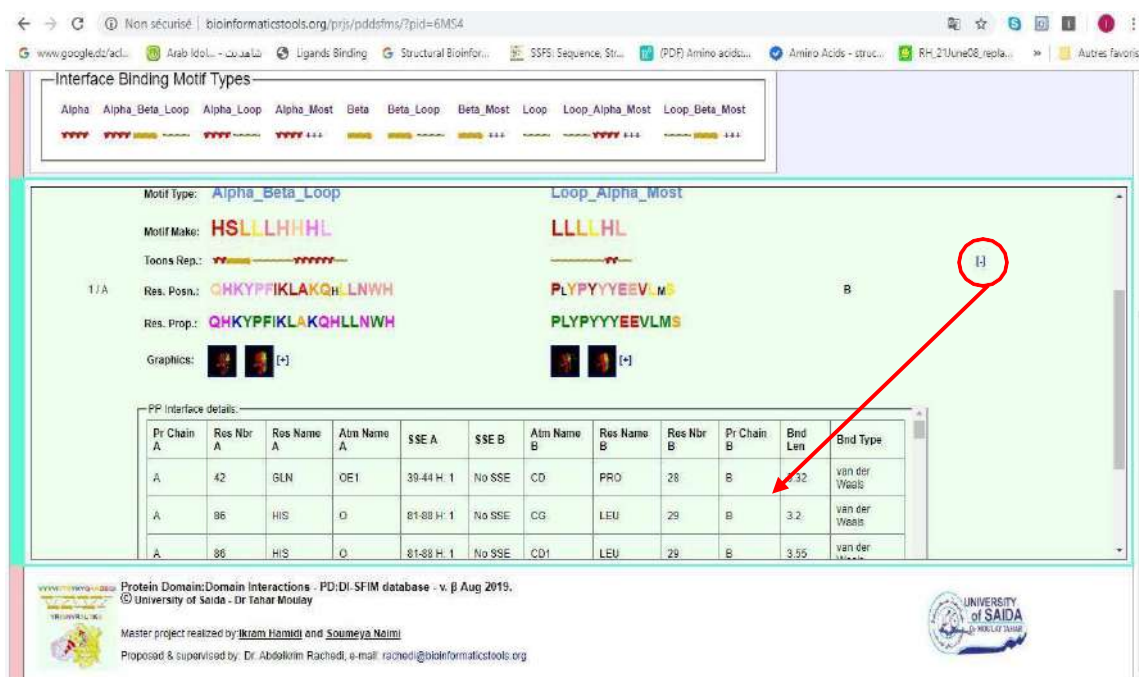 Non sécurisé | bioinformaticstools.org/prjs/pddsfms/?pid=6MS4
www.google.dz/acl... Arab Idol... - شاهد.نت Ligands Binding Structural Bioinfor... SSFS: Sequence, Str... (PDF) Amino acids:... Amino Acids - struc... RH_21June08_repla... » Autres favoris
Interface Binding Motif Types
Alpha Alpha_Beta_Loop Alpha_Loop Alpha_Most Beta Beta_Loop Beta_Most Loop Loop_Alpha_Most Loop_Beta_Most
Motif Type: Alpha_Beta_Loop Loop_Alpha_Most
Motif Make: HSLLLHHHL LLLLHL
Toons Rep.:
[-]
1/A Res. Posn.: QHKYPFIKLAKQHLLNWH PLYPYYYEEVLMS B
Res. Prop.: QHKYPFIKLAKQHLLNWH PLYPYYYEEVLMS
Graphics: [+] [+]
PP Interface details:
Pr Chain A Res Nbr A Res Name A Atm Name A SSE A SSE B Atm Name B Res Name B Res Nbr B Pr Chain B Bnd Len Bnd Type
A 42 GLN OE1 39-44 H: 1 No SSE CD PRO 28 B .32 van der Waals
A 86 HIS O 81-88 H: 1 No SSE CG LEU 29 B 3.2 van der Waals
A 86 HIS O 81-88 H: 1 No SSE CD1 LEU 29 B 3.55 van der
Protein Domain:Domain Interactions - PD:DI-SFIM database - v. β Aug 2019.
© University of Saida - Dr Tahar Moulay
Master project realized by:Ikram Hamidi and Soumeya Naimi
Proposed & supervised by: Dr. Abdelkrim Rachedi, e-mail: rachedi@bioinformaticstools.org
UNIVERSITY
of SAIDA
Dr MOULAY TAHAR